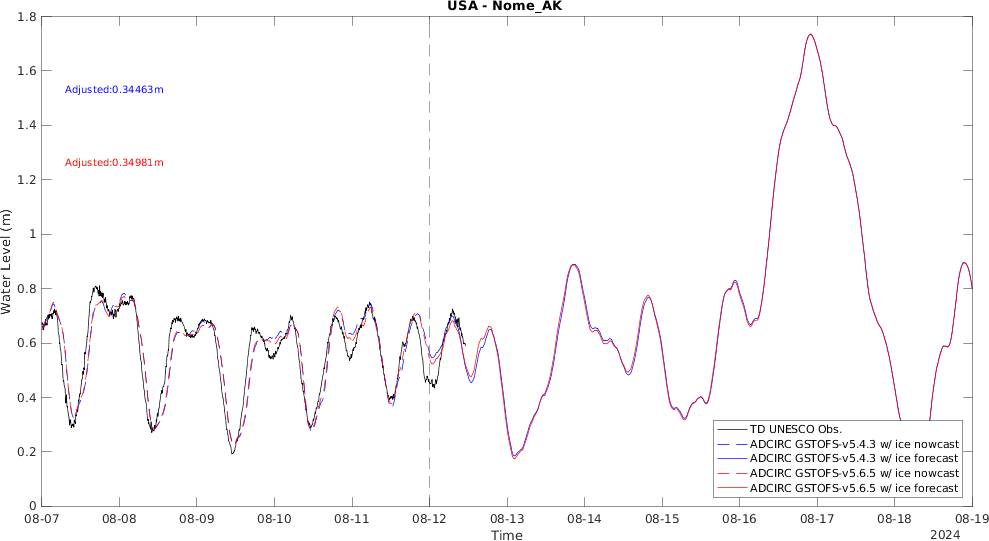 USA - Nome_AK
1.8
1.6
1.4
1.2
1
0.8
0.6
0.4
0.2
0
Water Level (m)
Adjusted:0.34463m
Adjusted:0.34981m
TD UNESCO Obs.
ADCIRC GSTOFS-v5.4.3 w/ ice nowcast
ADCIRC GSTOFS-v5.4.3 w/ ice forecast
ADCIRC GSTOFS-v5.6.5 w/ ice nowcast
ADCIRC GSTOFS-v5.6.5 w/ ice forecast
08-07 08-08 08-09 08-10 08-11 08-12 08-13 08-14 08-15 08-16 08-17 08-18 08-19
Time
2024